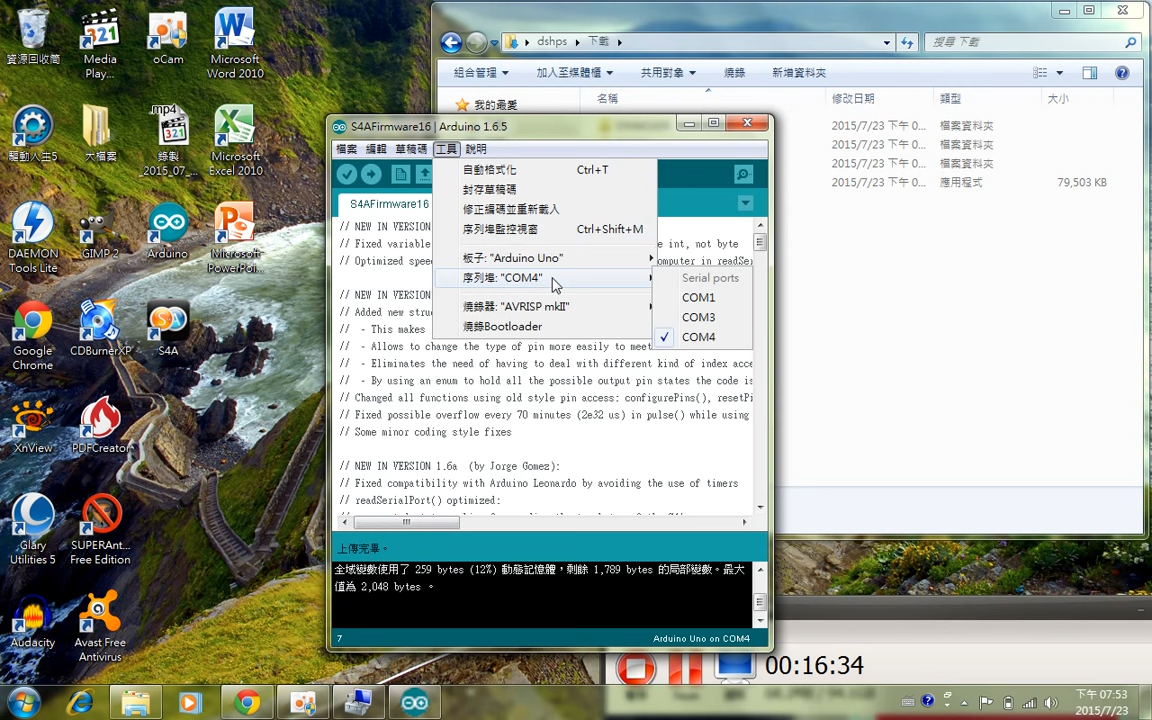 資源回收筒
Media
Play...
oCam
Microsoft
Word 2010
驅動人生5
大檔案
錄製
_2015_07_...
Microsoft
Excel 2010
DAEMON
Tools Lite
GIMP 2
Arduino
Microsoft
PowerPoi...
Google
Chrome
CDBurnerXP
S4A
XnView
PDFCreator
Glary
Utilities 5
SUPERAnt...
Free Edition
Audacity
Avast Free
Antivirus
dshps ▸ 下載 ▸
搜尋 下載
組合管理 加入至媒體櫃 共用對象 燒錄 新增資料夾
我的最愛
名稱 修改日期 類型 大小
2015/7/23 下午 0... 檔案資料夾
2015/7/23 下午 0... 檔案資料夾
2015/7/23 下午 0... 檔案資料夾
2015/7/23 下午 0... 應用程式 79,503 KB
S4AFirmware16 | Arduino 1.6.5
檔案 編輯 草稿碼 工具 說明
S4AFirmware16
自動格式化 Ctrl+T
封存草稿碼
修正編碼並重新載入
序列埠監控視窗 Ctrl+Shift+M
板子: "Arduino Uno"
序列埠: "COM4"
燒錄器: "AVRISP mkII"
燒錄Bootloader
Serial ports
COM1
COM3
COM4
// NEW IN VERSION
// Fixed variable e int, not byte
// Optimized spee omputer in readSer
// NEW IN VERSION
// Added new stru
// - This makes
// - Allows to change the type of pin more easily to meet
// - Eliminates the need of having to deal with different kind of index acce
// - By using an enum to hold all the possible output pin states the code is
// Changed all functions using old style pin access: configurePins(), resetPi
// Fixed possible overflow every 70 minutes (2e32 us) in pulse() while using
// Some minor coding style fixes
// NEW IN VERSION 1.6a (by Jorge Gomez):
// Fixed compatibility with Arduino Leonardo by avoiding the use of timers
// readSerialPort() optimized:
上傳完畢。
全域變數使用了 259 bytes (12%) 動態記憶體，剩餘 1,789 bytes 的局部變數。最大
值為 2,048 bytes 。
7 Arduino Uno on COM4
00:16:34
下午 07:53
2015/7/23